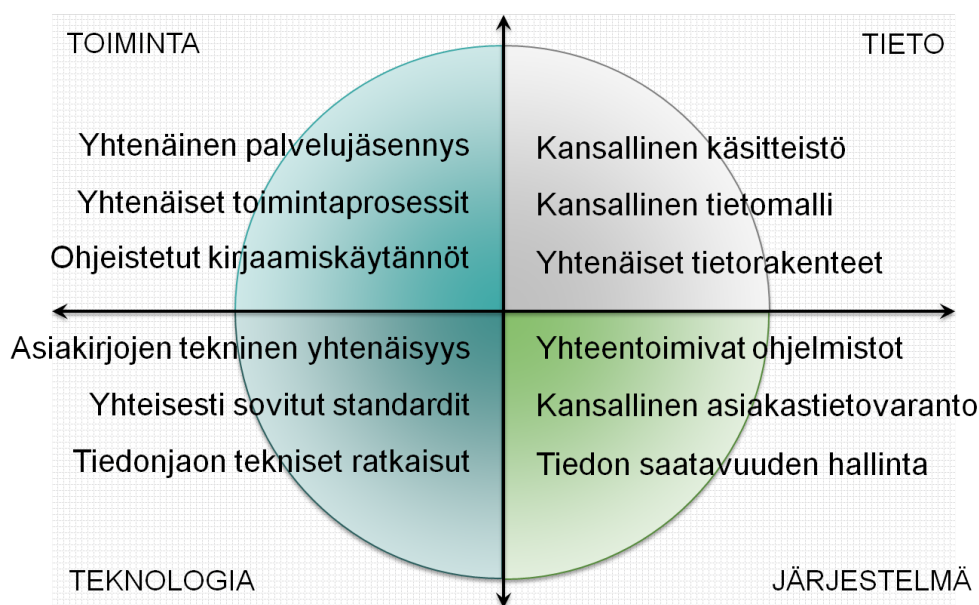 TOIMINTA
TIETO
Yhtenäinen palvelujäsennys
Yhtenäiset toimintaprosessit
Ohjeistetut kirjaamiskäytännöt
Kansallinen käsitteistö
Kansallinen tietomalli
Yhtenäiset tietorakenteet
Asiakirjojen tekninen yhtenäisyys
Yhteisesti sovitut standardit
Tiedonjaon tekniset ratkaisut
Yhteentoimivat ohjelmistot
Kansallinen asiakastietovaranto
Tiedon saatavuuden hallinta
TEKNOLOGIA
JÄRJESTELMÄ